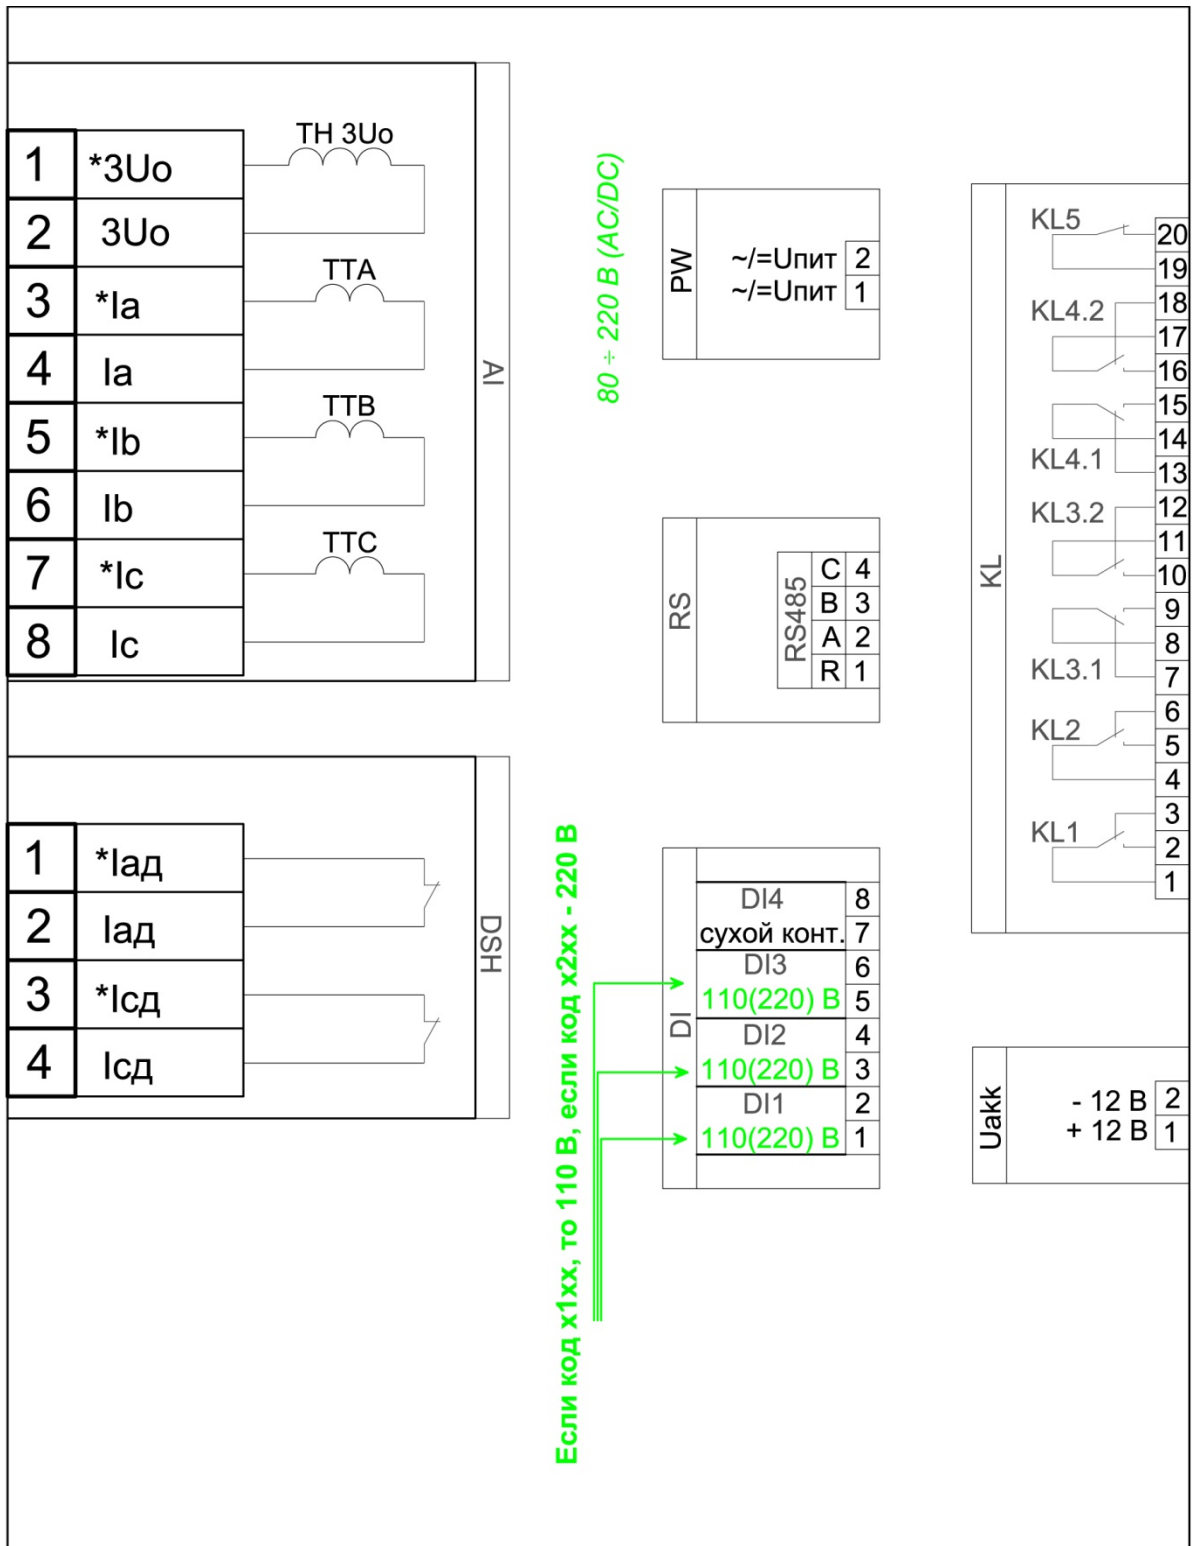 1 *3Uo
2 3Uo
3 *Ia
4 Ia
5 *Ib
6 Ib
7 *Ic
8 Ic
ТН 3Uo
ТТА
ТТВ
ТТС
AI
1 *Iад
2 Iад
3 *Iсд
4 Iсд
DSH
80 ÷ 220 В (AC/DC)
PW
~/=Uпит 2
~/=Uпит 1
RS
RS485
C 4
B 3
A 2
R 1
Если код х1хх, то 110 В, если код х2хх - 220 В
DI
DI4 8
сухой конт. 7
DI3 6
110(220) В 5
DI2 4
110(220) В 3
DI1 2
110(220) В 1
KL
KL5
KL4.2
KL4.1
KL3.2
KL3.1
KL2
KL1
20
19
18
17
16
15
14
13
12
11
10
9
8
7
6
5
4
3
2
1
Uakk
- 12 В 2
+ 12 В 1